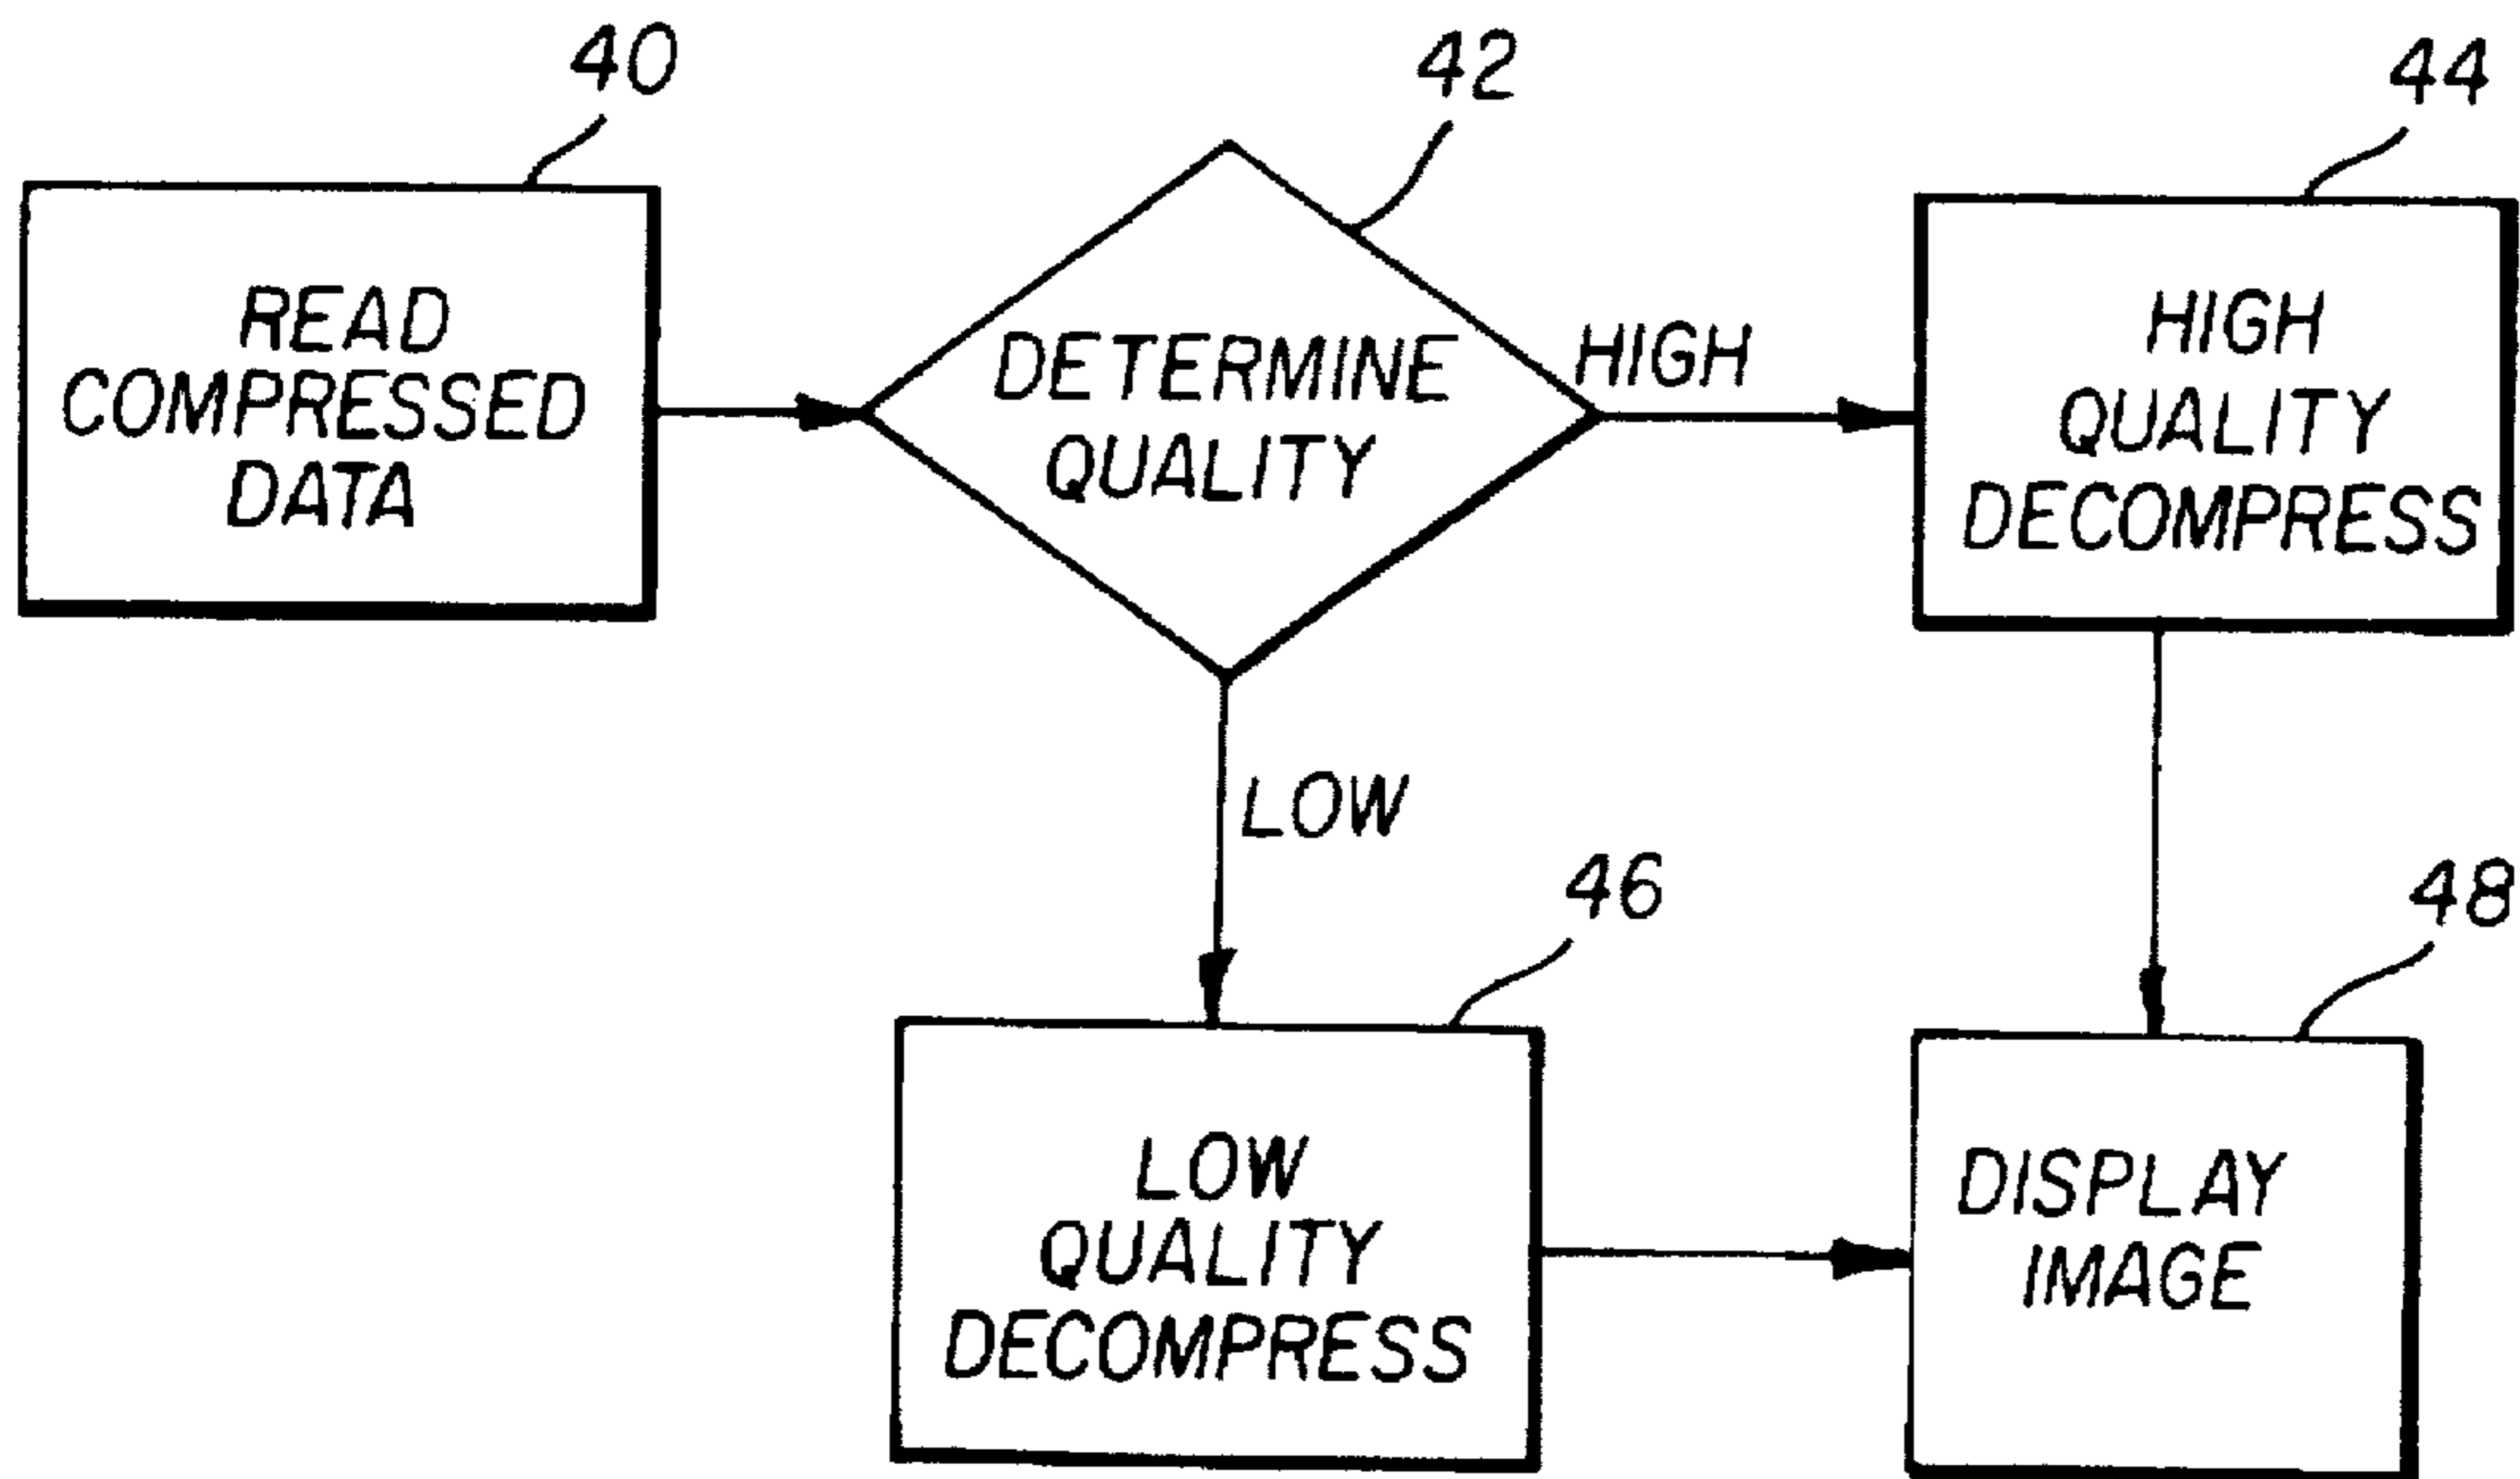 40
42
44
READ
COMPRESSED
DATA
DETERMINE
QUALITY
HIGH
HIGH
QUALITY
DECOMPRESS
LOW
46
48
LOW
QUALITY
DECOMPRESS
DISPLAY
IMAGE